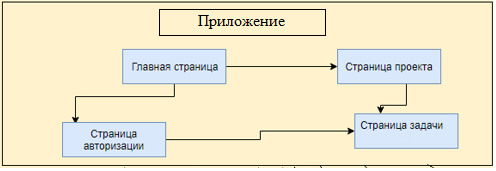 Приложение
Главная страница
Страница проекта
Страница
авторизации
Страница задачи